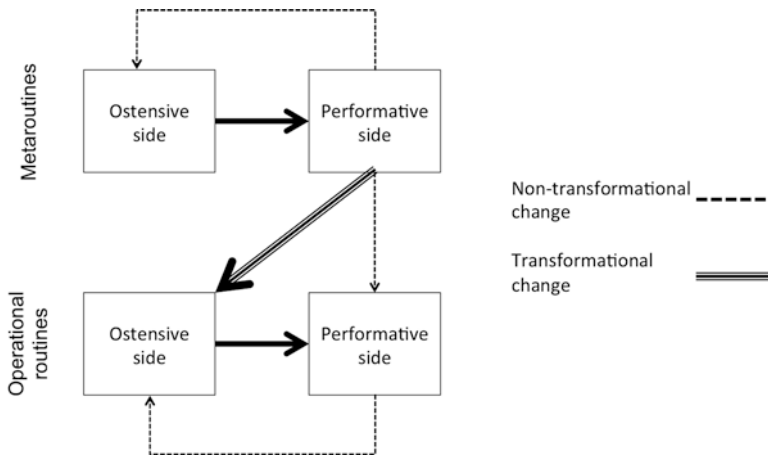 Metaroutines
Ostensive
side
Performative
side
Operational
routines
Ostensive
side
Performative
side
Non-transformational
change
Transformational
change